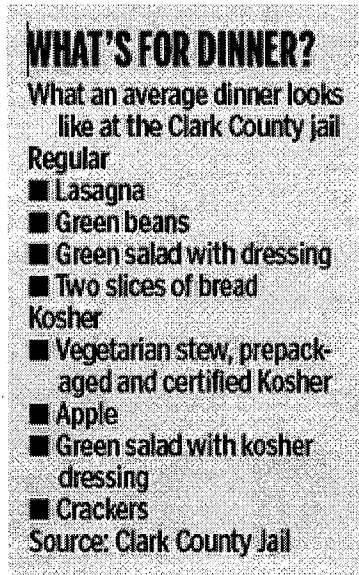 WHAT'S FOR DINNER?
What an average dinner looks
like at the Clark County jail
Regular
■ Lasagna
■ Green beans
■ Green salad with dressing
■ Two slices of bread
Kosher
■ Vegetarian stew, prepack-
aged and certified Kosher
■ Apple
■ Green salad with kosher
dressing
■ Crackers
Source: Clark County Jail